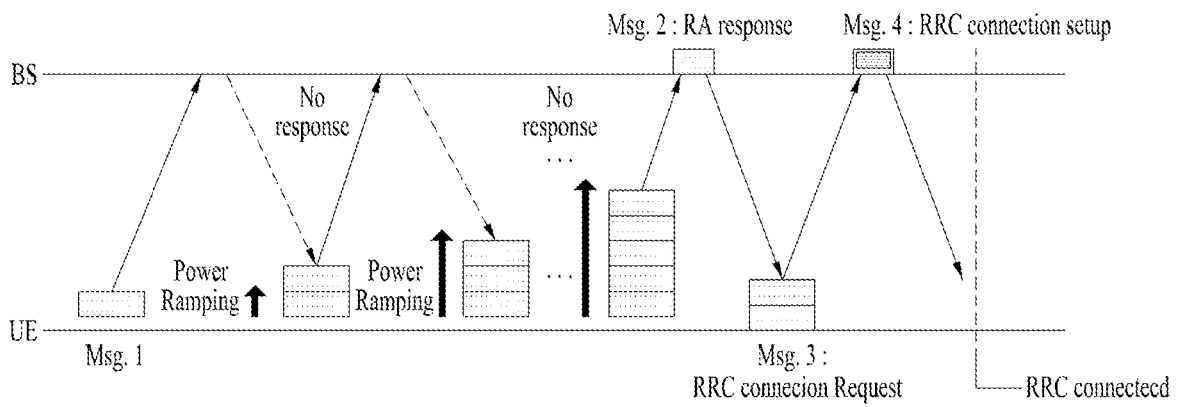 Msg. 2 : RA response
Msg. 4 : RRC connection setup
BS
No
response
No
response
. . .
Power
Ramping
Power
Ramping
. . .
UE
Msg. 1
Msg. 3 :
RRC connecion Request
RRC connectecd